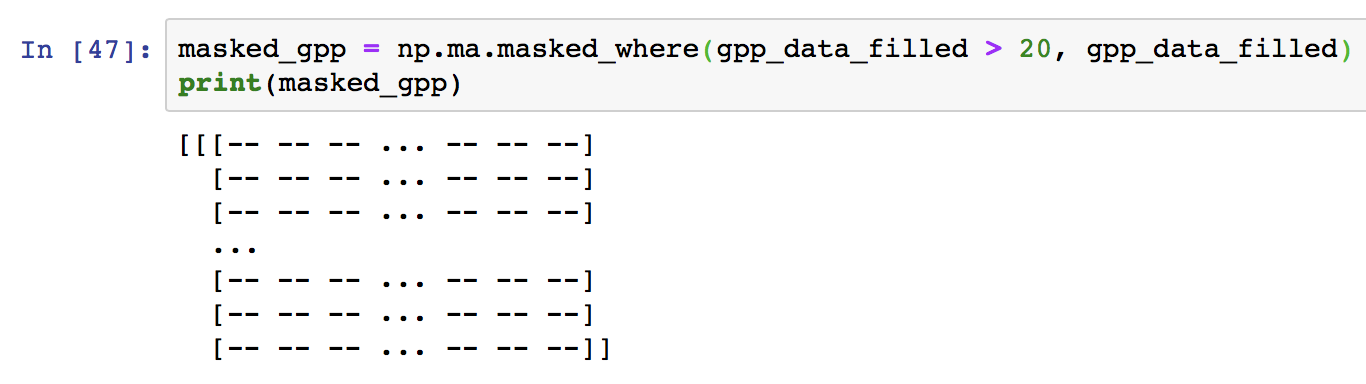 In [47]: masked_gpp = np.ma.masked_where(gpp_data_filled > 20, gpp_data_filled)
print(masked_gpp)
[[[-- -- -- ... -- -- --]
  [-- -- -- ... -- -- --]
  [-- -- -- ... -- -- --]
  ...
  [-- -- -- ... -- -- --]
  [-- -- -- ... -- -- --]
  [-- -- -- ... -- -- --]]